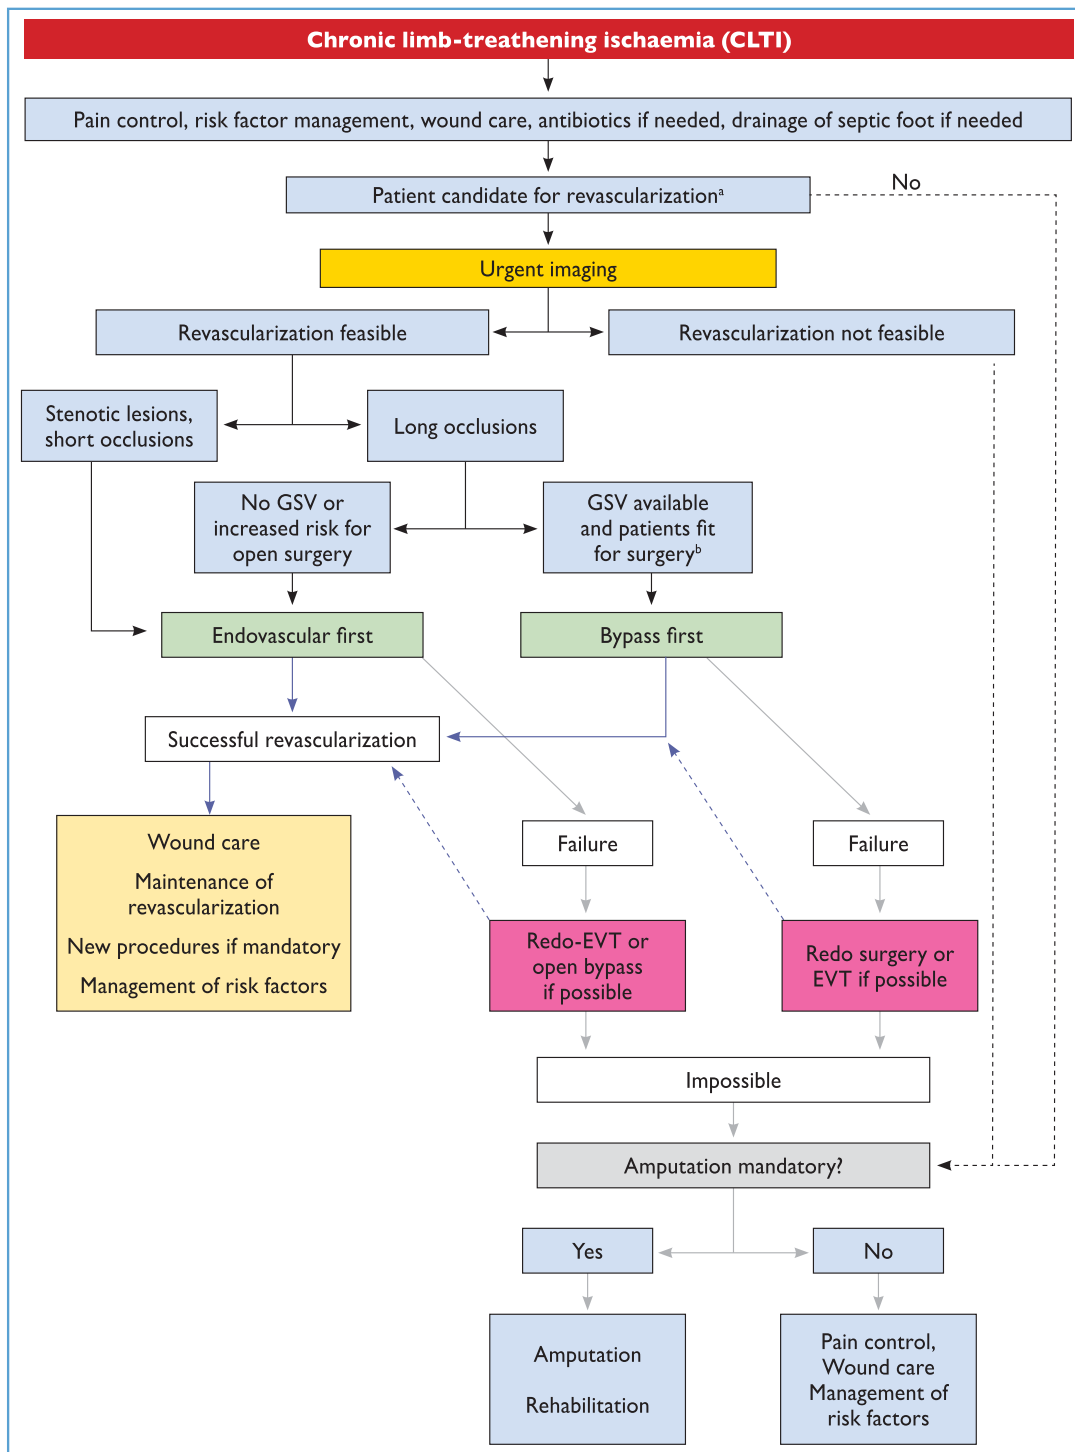 Chronic limb-treathening ischaemia (CLTI)
Pain control, risk factor management, wound care, antibiotics if needed, drainage of septic foot if needed
Patient candidate for revascularizationᵃ
No
Urgent imaging
Revascularization feasible
Revascularization not feasible
Stenotic lesions,
short occlusions
Long occlusions
No GSV or
increased risk for
open surgery
GSV available
and patients fit
for surgeryᵇ
Endovascular first
Bypass first
Successful revascularization
Wound care
Maintenance of
revascularization
New procedures if mandatory
Management of risk factors
Failure
Failure
Redo-EVT or
open bypass
if possible
Redo surgery or
EVT if possible
Impossible
Amputation mandatory?
Yes
No
Amputation
Rehabilitation
Pain control,
Wound care
Management of
risk factors